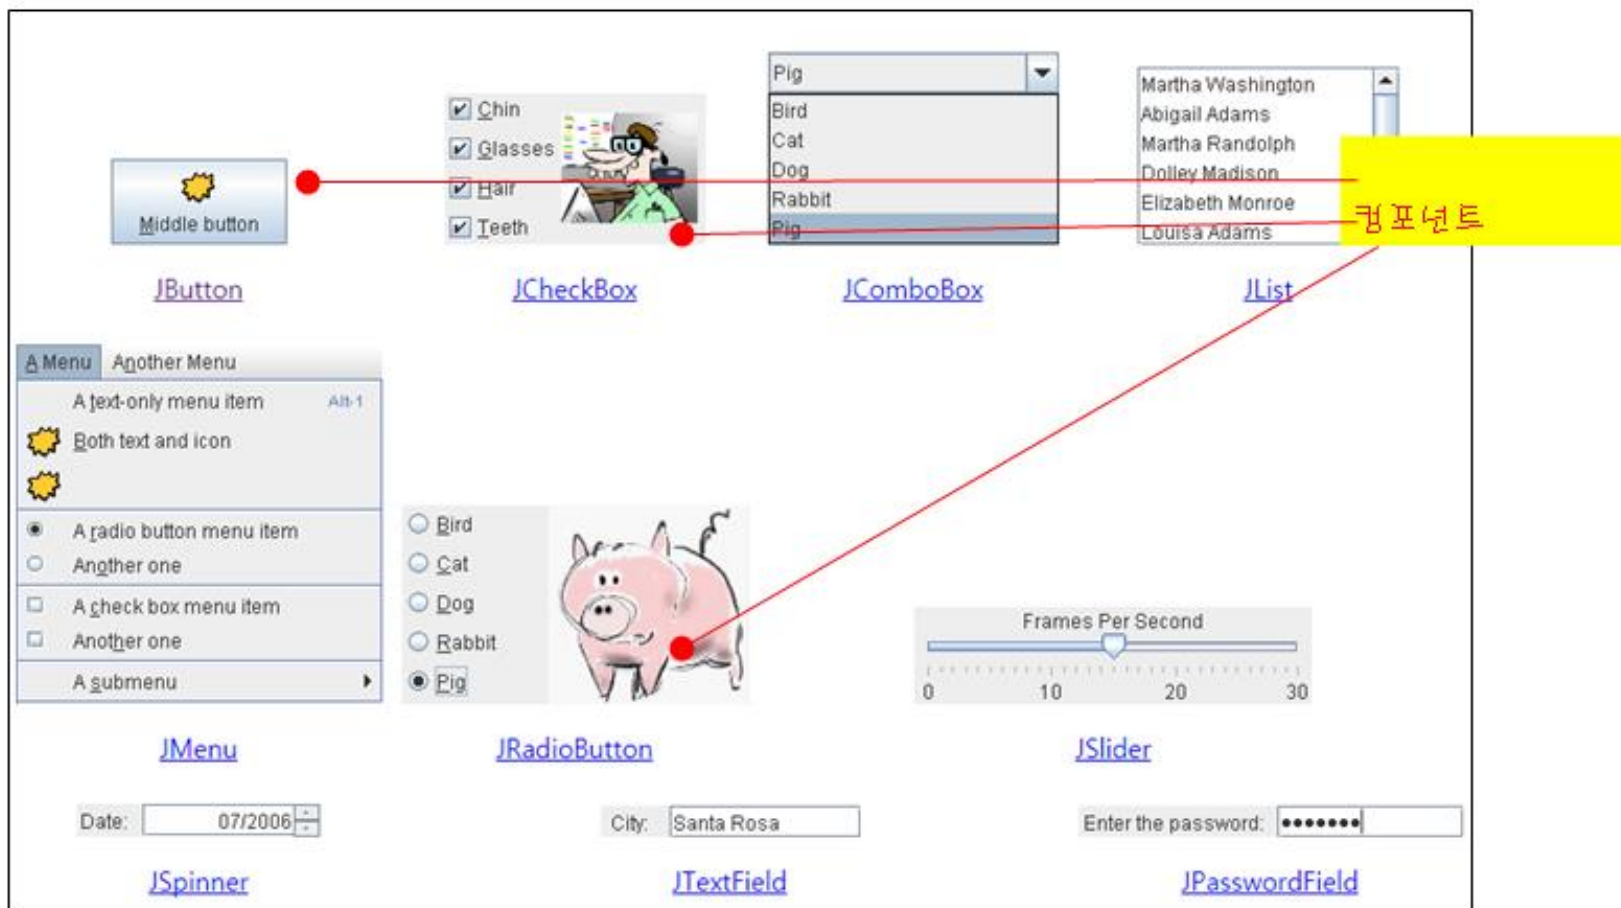 Middle button
JButton
Chin
Glasses
Hair
Teeth
JCheckBox
Pig
Bird
Cat
Dog
Rabbit
Pig
JComboBox
Martha Washington
Abigail Adams
Martha Randolph
Dolley Madison
Elizabeth Monroe
Louisa Adams
JList
컴포넌트
A Menu Another Menu
A text-only menu item Alt-1
Both text and icon
A radio button menu item
Another one
A check box menu item
Another one
A submenu
JMenu
Bird
Cat
Dog
Rabbit
Pig
JRadioButton
Frames Per Second
0 10 20 30
JSlider
Date: 07/2006
JSpinner
City: Santa Rosa
JTextField
Enter the password: •••••••
JPasswordField